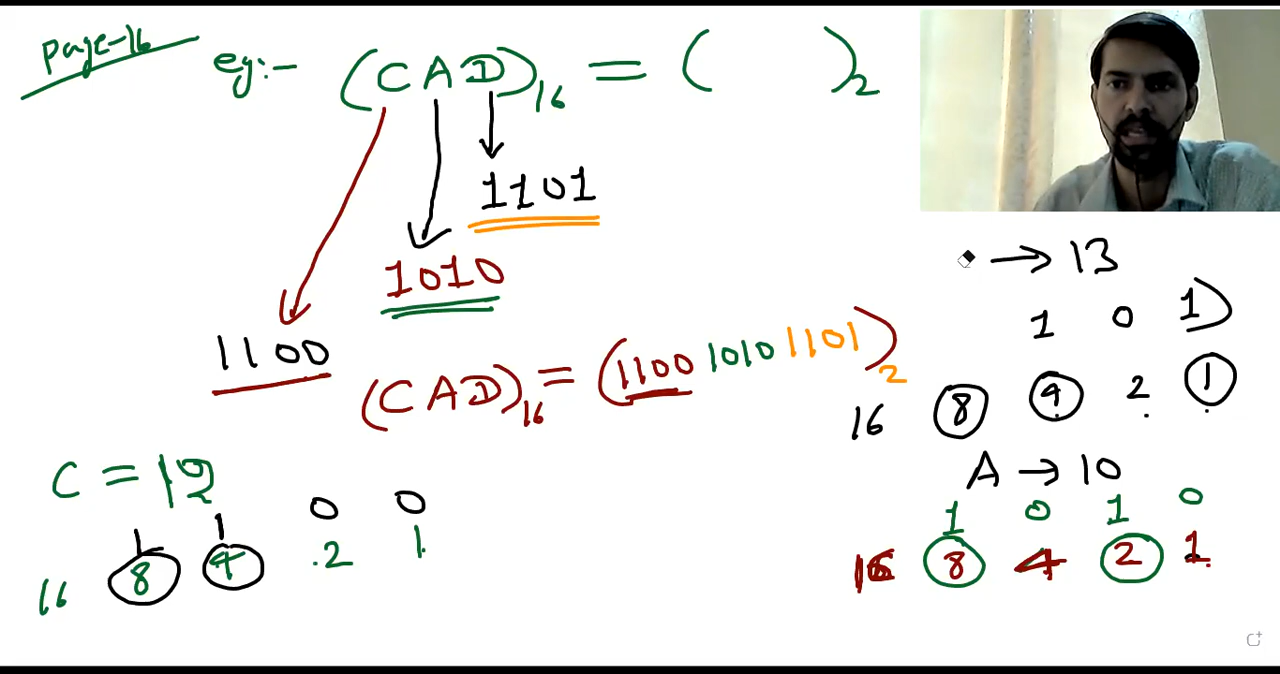 page-16
eg:- (CAD)16 = ( )2
1101
1010
1100
(CAD)16 = (1100 1010 1101)2
→ 13
1 0 1)
16 8 4 2 1
A → 10
1 0 1 0
16 8 4 2 1
C = 12
1 1 0 0
16 8 4 2 1